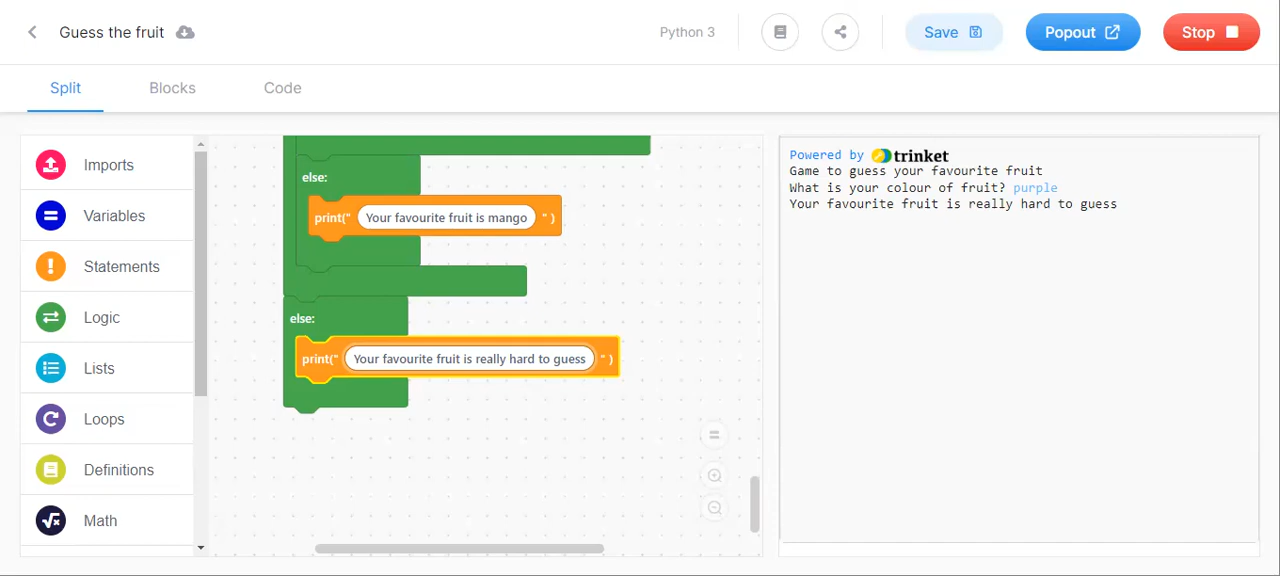 Guess the fruit
Python 3
Save
Popout
Stop
Split
Blocks
Code
Imports
Variables
Statements
Logic
Lists
Loops
Definitions
Math
else:
print(" Your favourite fruit is mango " )
else:
print(" Your favourite fruit is really hard to guess " )
Powered by trinket
Game to guess your favourite fruit
What is your colour of fruit? purple
Your favourite fruit is really hard to guess